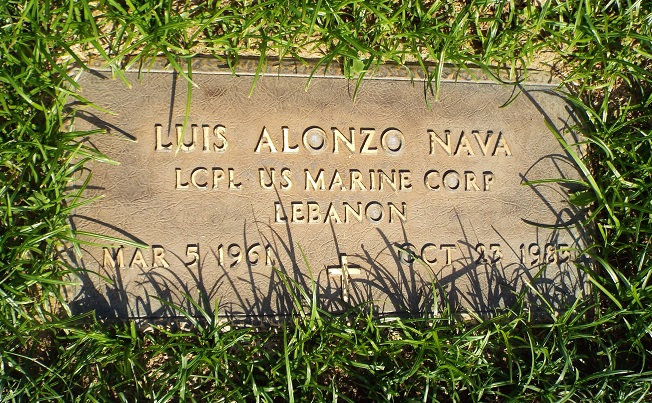 LUIS ALONZO NAVA
LCPL US MARINE CORP
LEBANON
MAR 5 1961 OCT 23 1983